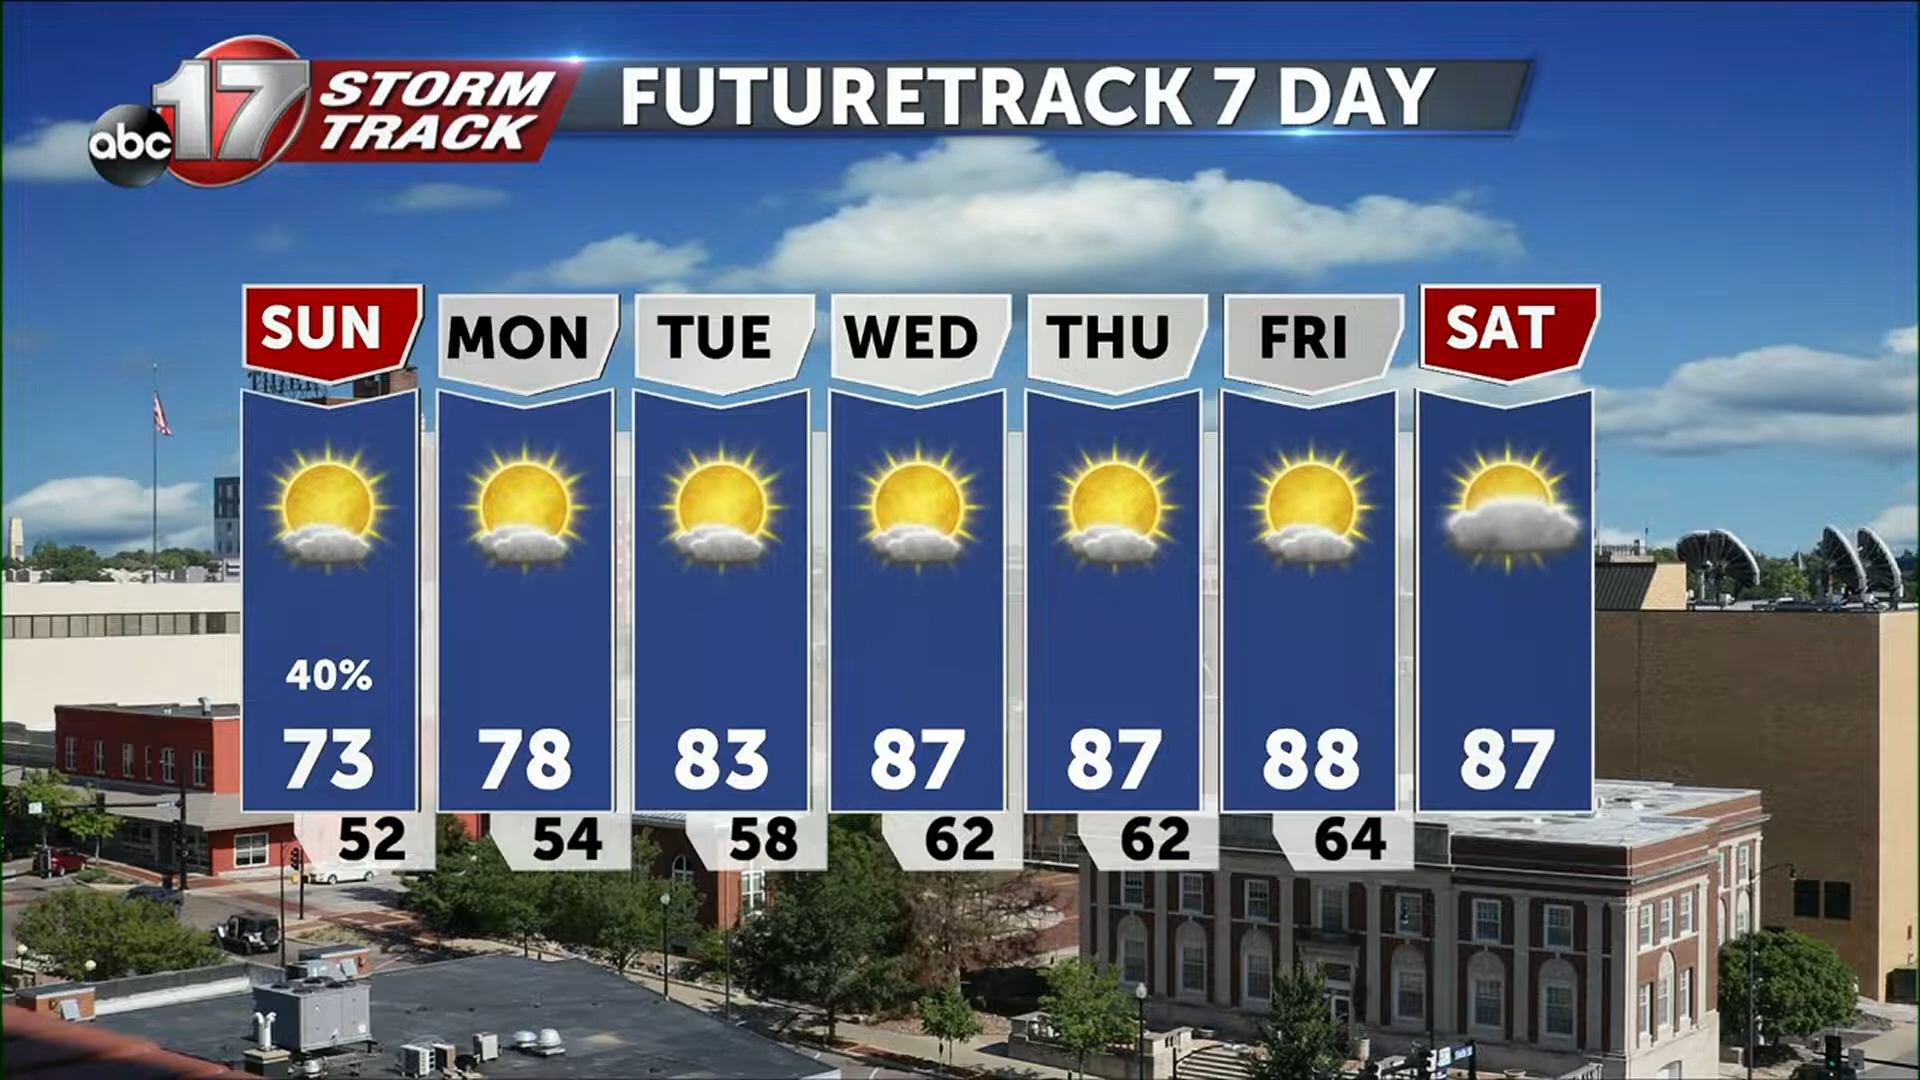 abc 17 STORM TRACK
FUTURETRACK 7 DAY
SUN MON TUE WED THU FRI SAT
40%
73 78 83 87 87 88 87
52 54 58 62 62 64